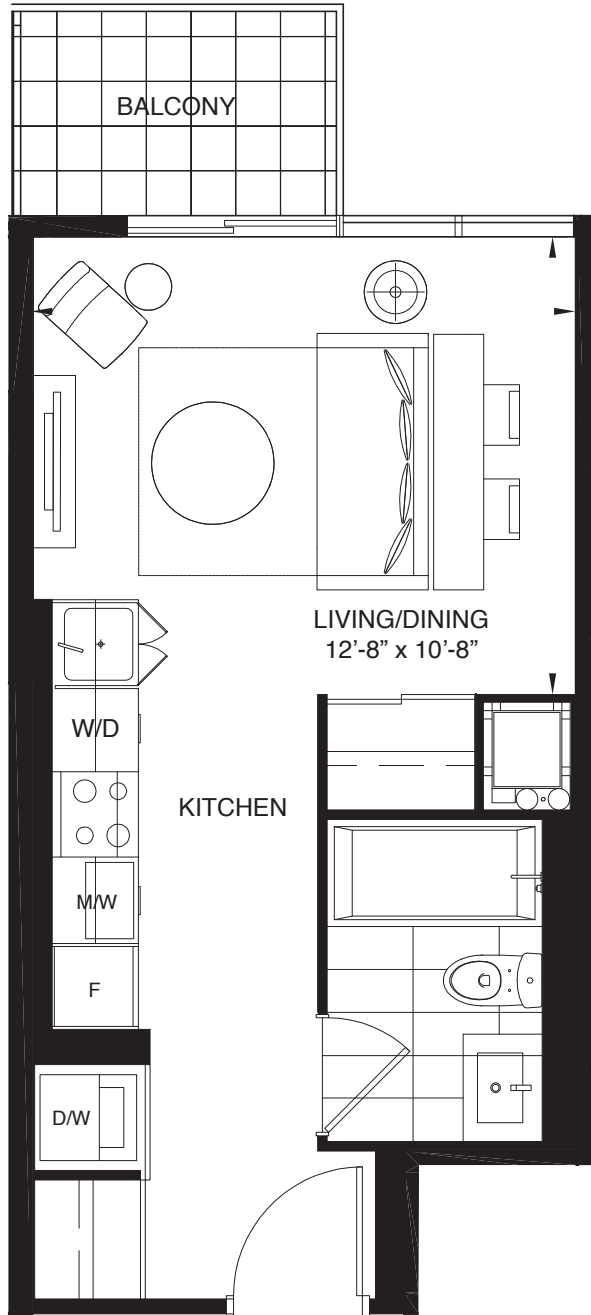 BALCONY
LIVING/DINING
12’-8” x 10’-8”
W/D
KITCHEN
M/W
F
D/W